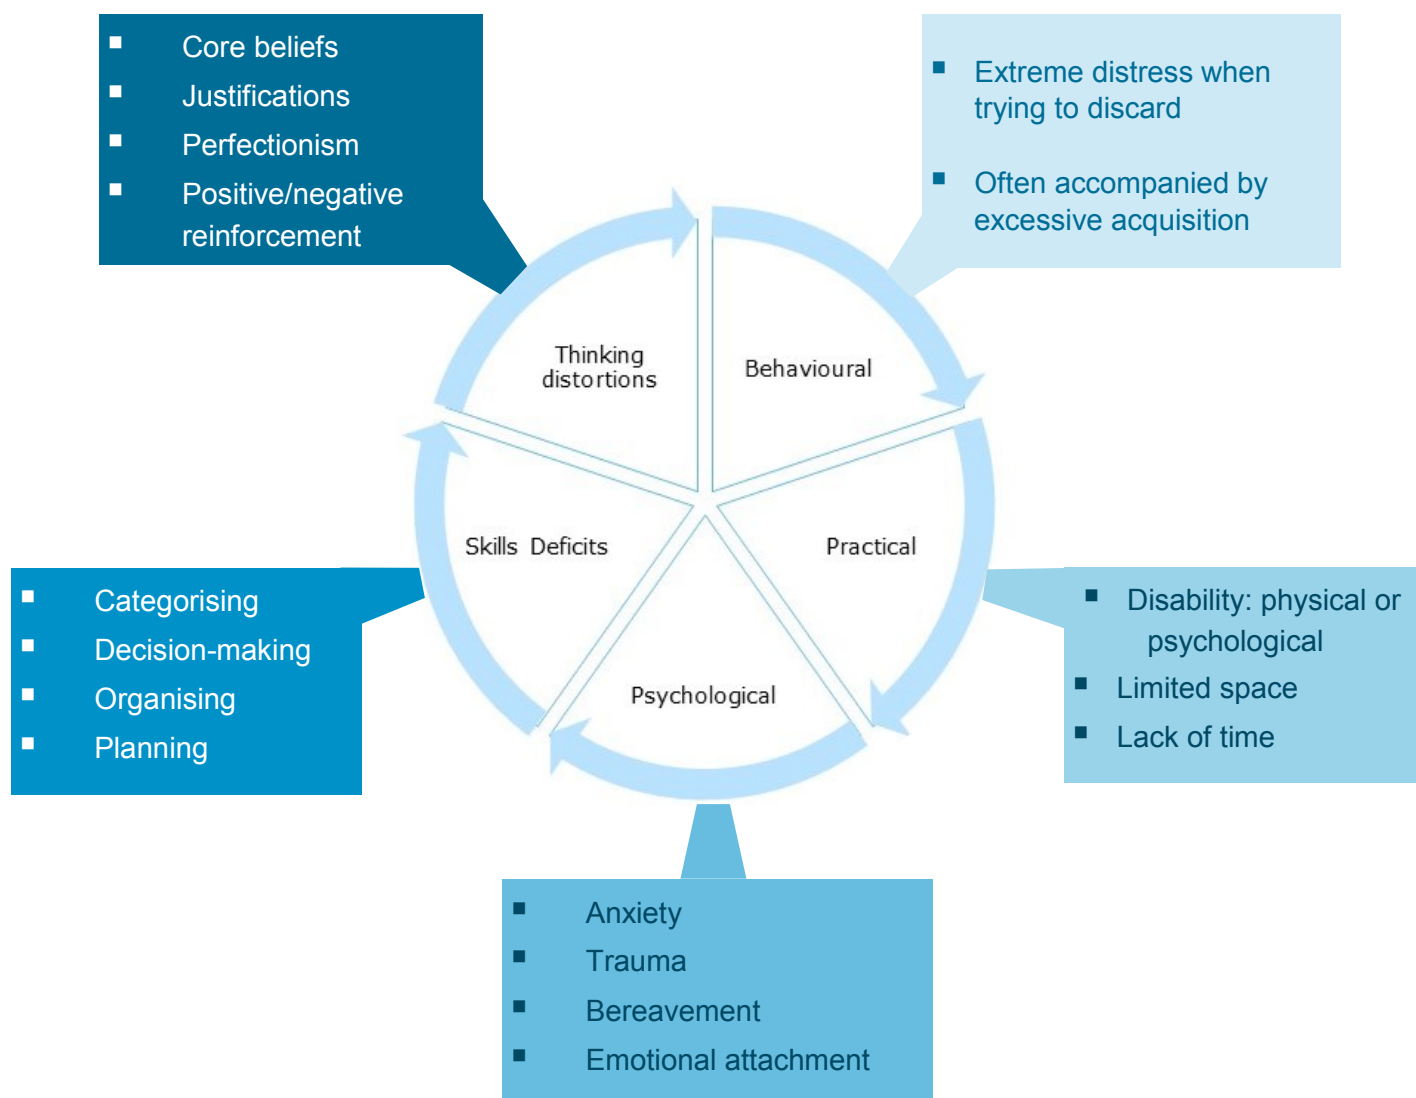 ▪ Core beliefs
▪ Justifications
▪ Perfectionism
▪ Positive/negative
reinforcement
▪ Extreme distress when
trying to discard
▪ Often accompanied by
excessive acquisition
Thinking
distortions
Behavioural
Skills Deficits
Practical
Psychological
▪ Categorising
▪ Decision-making
▪ Organising
▪ Planning
▪ Disability: physical or
psychological
▪ Limited space
▪ Lack of time
▪ Anxiety
▪ Trauma
▪ Bereavement
▪ Emotional attachment